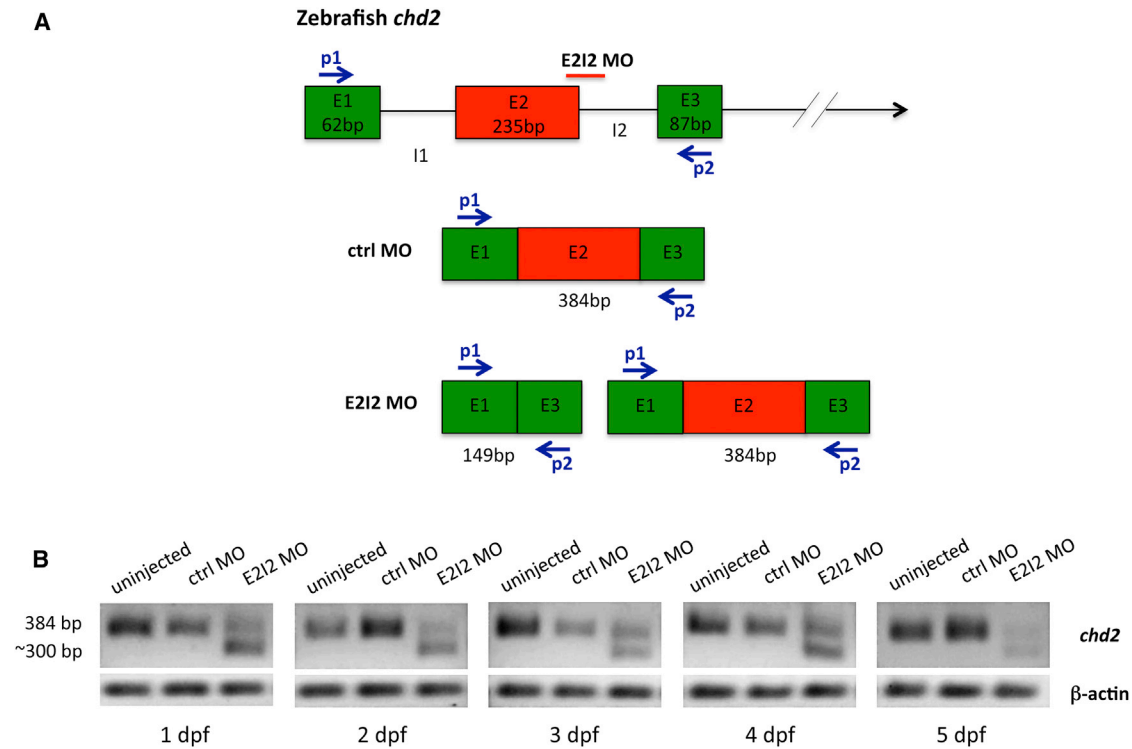 A
Zebrafish chd2
p1
E2I2 MO
E1
62bp
E2
235bp
E3
87bp
I1
I2
p2
p1
ctrl MO
E1
E2
E3
384bp
p2
p1
p1
E2I2 MO
E1
E3
E1
E2
E3
149bp
p2
384bp
p2
B
uninjected
ctrl MO
E2I2 MO
uninjected
ctrl MO
E2I2 MO
uninjected
ctrl MO
E2I2 MO
uninjected
ctrl MO
E2I2 MO
uninjected
ctrl MO
E2I2 MO
384 bp
~300 bp
chd2
β-actin
1 dpf
2 dpf
3 dpf
4 dpf
5 dpf